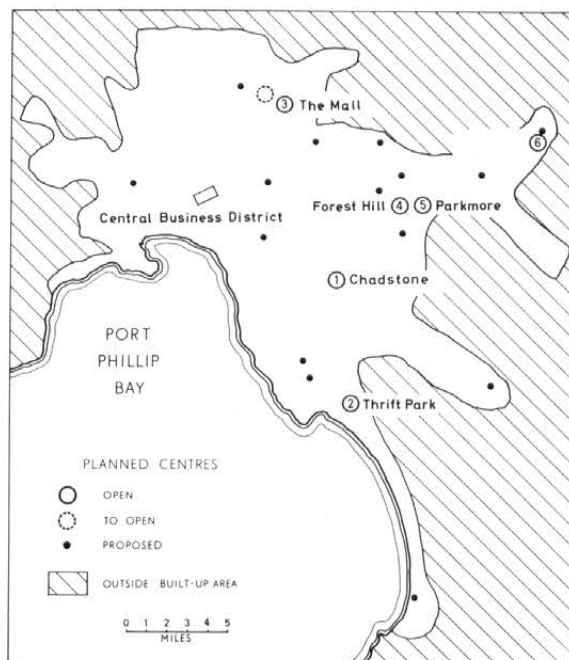 ③ The Mall
⑥
Forest Hill ④ ⑤ Parkmore
Central Business District
① Chadstone
PORT
PHILLIP
BAY
② Thrift Park
PLANNED CENTRES
OPEN
TO OPEN
PROPOSED
OUTSIDE BUILT-UP AREA
0 1 2 3 4 5
MILES